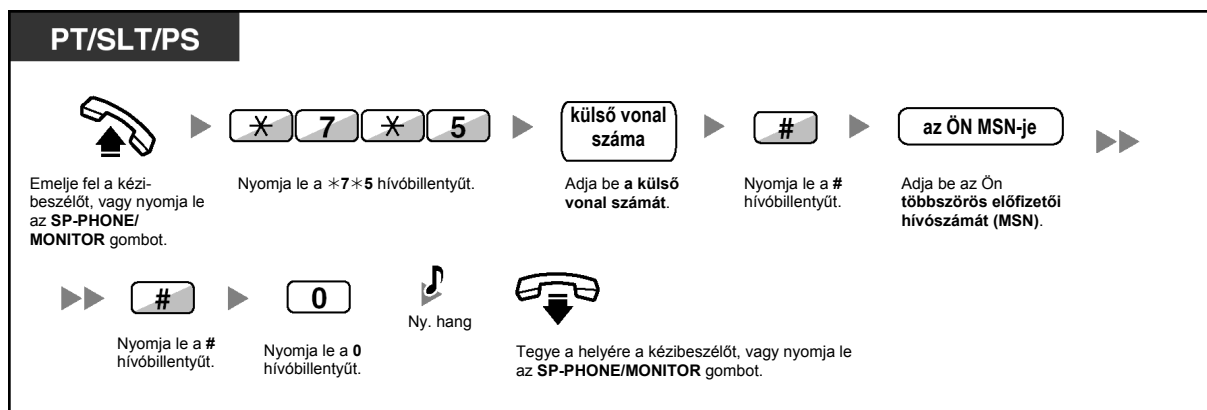 PT/SLT/PS
✳ 7 ✳ 5
külső vonal
száma
#
az ÖN MSN-je
Emelje fel a kézi-
beszélőt, vagy nyomja le
az SP-PHONE/
MONITOR gombot.
Nyomja le a ✳7✳5 hívóbillentyűt.
Adja be a külső
vonal számát.
Nyomja le a #
hívóbillentyűt.
Adja be az Ön
többszörös előfizetői
hívószámát (MSN).
#
0
Nyomja le a #
hívóbillentyűt.
Nyomja le a 0
hívóbillentyűt.
Ny. hang
Tegye a helyére a kézibeszélőt, vagy nyomja le
az SP-PHONE/MONITOR gombot.